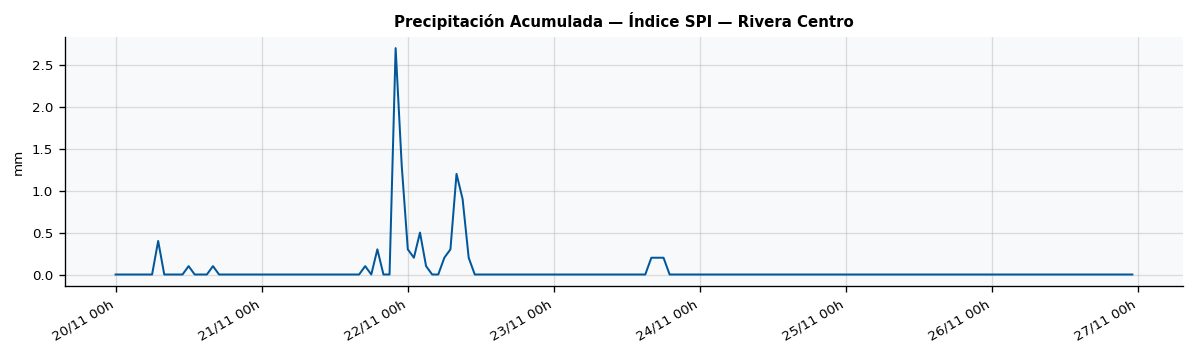 Precipitación Acumulada — Índice SPI — Rivera Centro
mm
2.5
2.0
1.5
1.0
0.5
0.0
20/11 00h
21/11 00h
22/11 00h
23/11 00h
24/11 00h
25/11 00h
26/11 00h
27/11 00h